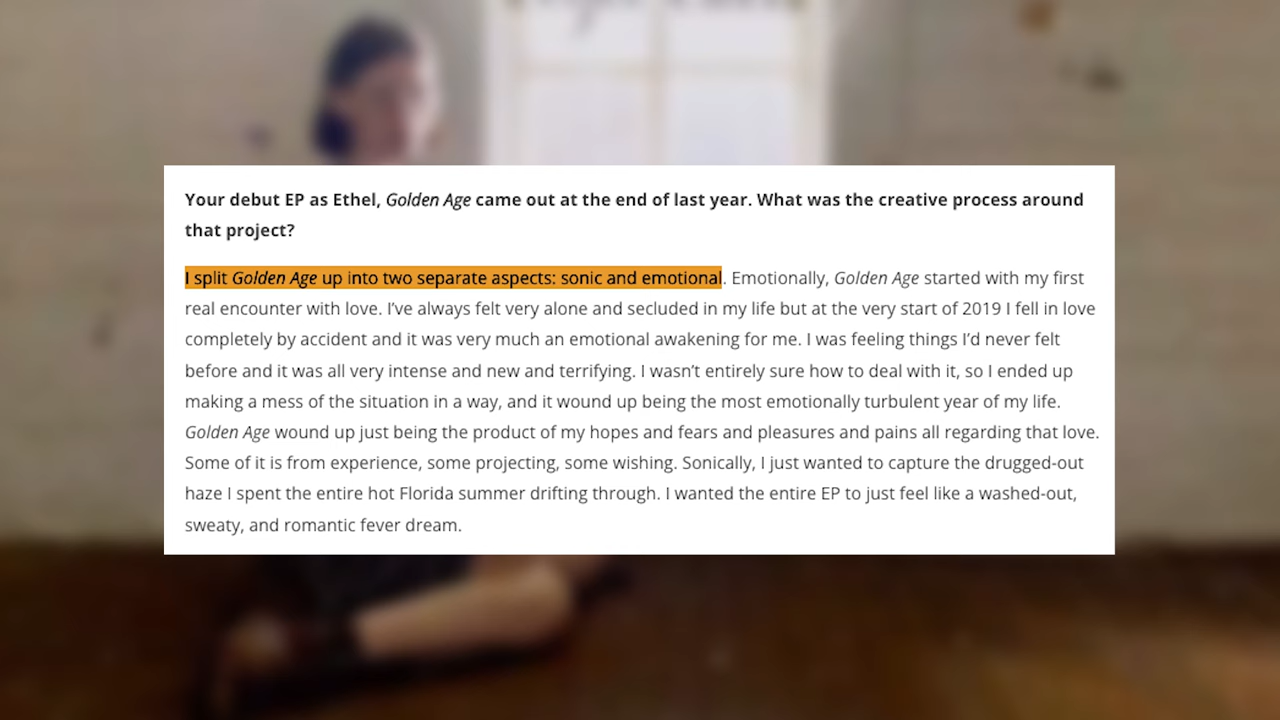 Your debut EP as Ethel, Golden Age came out at the end of last year. What was the creative process around
that project?
I split Golden Age up into two separate aspects: sonic and emotional. Emotionally, Golden Age started with my first
real encounter with love. I’ve always felt very alone and secluded in my life but at the very start of 2019 I fell in love
completely by accident and it was very much an emotional awakening for me. I was feeling things I’d never felt
before and it was all very intense and new and terrifying. I wasn’t entirely sure how to deal with it, so I ended up
making a mess of the situation in a way, and it wound up being the most emotionally turbulent year of my life.
Golden Age wound up just being the product of my hopes and fears and pleasures and pains all regarding that love.
Some of it is from experience, some projecting, some wishing. Sonically, I just wanted to capture the drugged-out
haze I spent the entire hot Florida summer drifting through. I wanted the entire EP to just feel like a washed-out,
sweaty, and romantic fever dream.